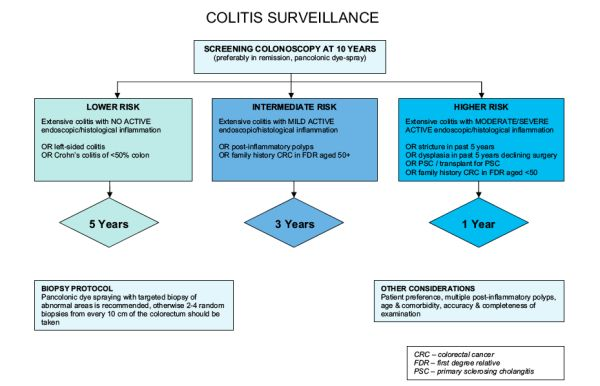 COLITIS SURVEILLANCE
SCREENING COLONOSCOPY AT 10 YEARS
(preferably in remission, pancolonic dye-spray)
LOWER RISK
Extensive colitis with NO ACTIVE
endoscopic/histological inflammation
OR left-sided colitis
OR Crohn's colitis of <50% colon
INTERMEDIATE RISK
Extensive colitis with MILD ACTIVE
endoscopic/histological inflammation
OR post-inflammatory polyps
OR family history CRC in FDR aged 50+
HIGHER RISK
Extensive colitis with MODERATE/SEVERE
ACTIVE endoscopic/histological inflammation
OR stricture in past 5 years
OR dysplasia in past 5 years declining surgery
OR PSC / transplant for PSC
OR family history CRC in FDR aged <50
5 Years
3 Years
1 Year
BIOPSY PROTOCOL
Pancolonic dye spraying with targeted biopsy of
abnormal areas is recommended, otherwise 2-4 random
biopsies from every 10 cm of the colorectum should be
taken
OTHER CONSIDERATIONS
Patient preference, multiple post-inflammatory polyps,
age & comorbidity, accuracy & completeness of
examination
CRC – colorectal cancer
FDR – first degree relative
PSC – primary sclerosing cholangitis